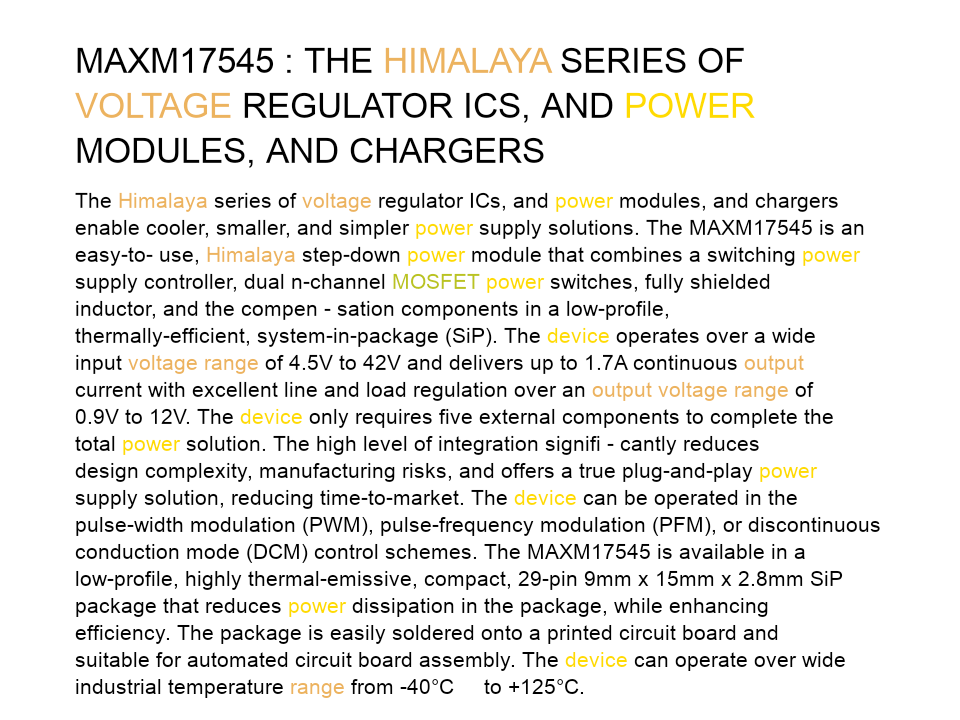 MAXM17545 : THE HIMALAYA SERIES OF
VOLTAGE REGULATOR ICS, AND POWER
MODULES, AND CHARGERS
The Himalaya series of voltage regulator ICs, and power modules, and chargers
enable cooler, smaller, and simpler power supply solutions. The MAXM17545 is an
easy-to- use, Himalaya step-down power module that combines a switching power
supply controller, dual n-channel MOSFET power switches, fully shielded
inductor, and the compen - sation components in a low-profile,
thermally-efficient, system-in-package (SiP). The device operates over a wide
input voltage range of 4.5V to 42V and delivers up to 1.7A continuous output
current with excellent line and load regulation over an output voltage range of
0.9V to 12V. The device only requires five external components to complete the
total power solution. The high level of integration signifi - cantly reduces
design complexity, manufacturing risks, and offers a true plug-and-play power
supply solution, reducing time-to-market. The device can be operated in the
pulse-width modulation (PWM), pulse-frequency modulation (PFM), or discontinuous
conduction mode (DCM) control schemes. The MAXM17545 is available in a
low-profile, highly thermal-emissive, compact, 29-pin 9mm x 15mm x 2.8mm SiP
package that reduces power dissipation in the package, while enhancing
efficiency. The package is easily soldered onto a printed circuit board and
suitable for automated circuit board assembly. The device can operate over wide
industrial temperature range from -40°C to +125°C.